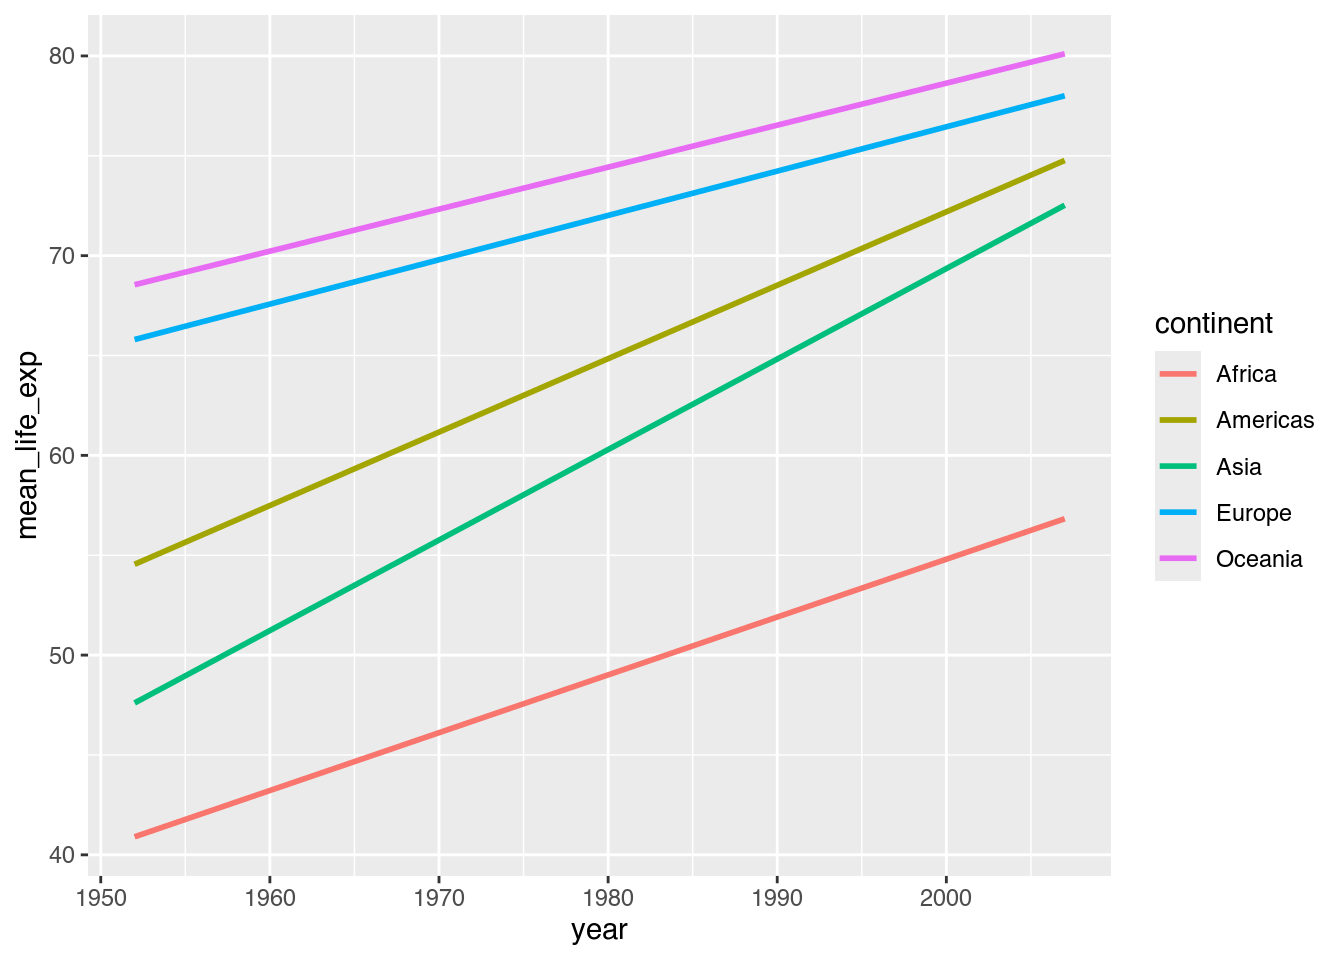 80
70
60
50
40
mean_life_exp
1950 1960 1970 1980 1990 2000
year
continent
Africa
Americas
Asia
Europe
Oceania